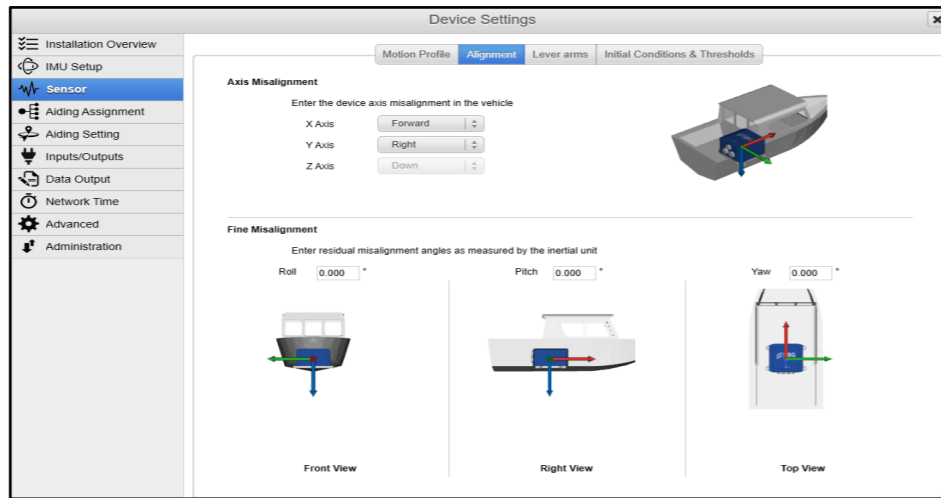 Device Settings
Installation Overview
IMU Setup
Sensor
Aiding Assignment
Aiding Setting
Inputs/Outputs
Data Output
Network Time
Advanced
Administration
Motion Profile Alignment Lever arms Initial Conditions & Thresholds
Axis Misalignment
Enter the device axis misalignment in the vehicle
X Axis Forward
Y Axis Right
Z Axis Down
Fine Misalignment
Enter residual misalignment angles as measured by the inertial unit
Roll 0.000 ° Pitch 0.000 ° Yaw 0.000 °
SBG
Front View Right View Top View